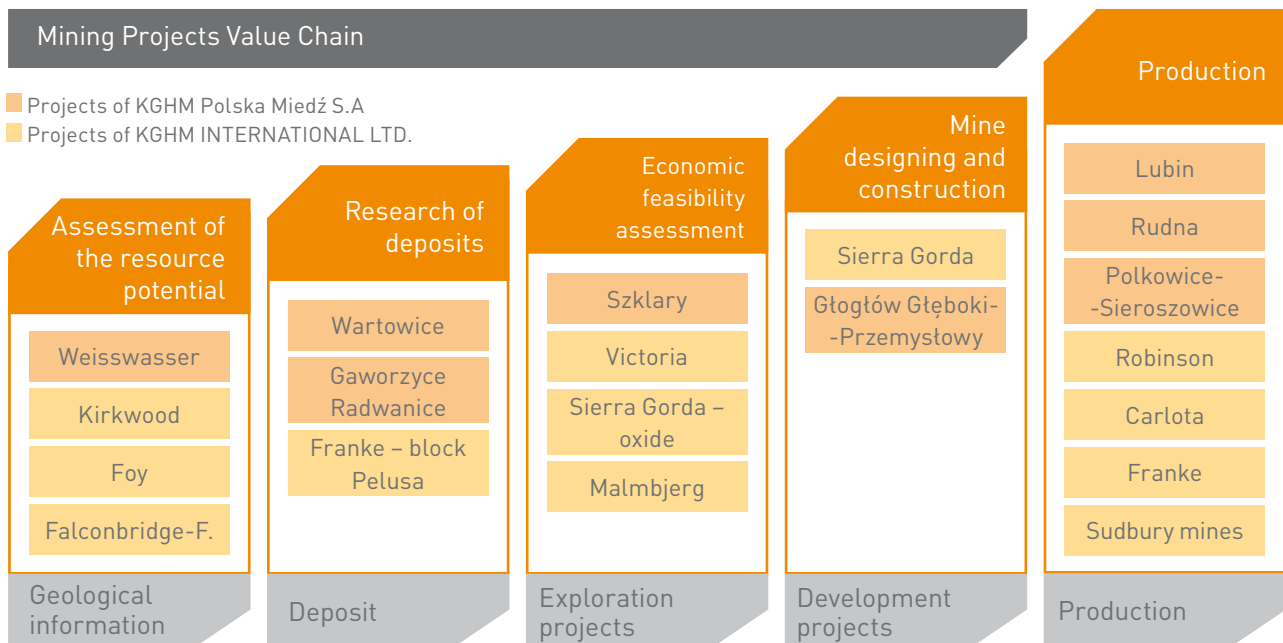 Mining Projects Value Chain
Projects of KGHM Polska Miedź S.A
Projects of KGHM INTERNATIONAL LTD.
Assessment of
the resource
potential
Weisswasser
Kirkwood
Foy
Falconbridge-F.
Geological
information
Research of
deposits
Wartowice
Gaworzyce
Radwanice
Franke – block
Pelusa
Deposit
Economic
feasibility
assessment
Szklary
Victoria
Sierra Gorda –
oxide
Malmbjerg
Exploration
projects
Mine
designing and
construction
Sierra Gorda
Głogłów Głęboki-
-Przemysłowy
Development
projects
Production
Lubin
Rudna
Polkowice-
-Sieroszowice
Robinson
Carlota
Franke
Sudbury mines
Production